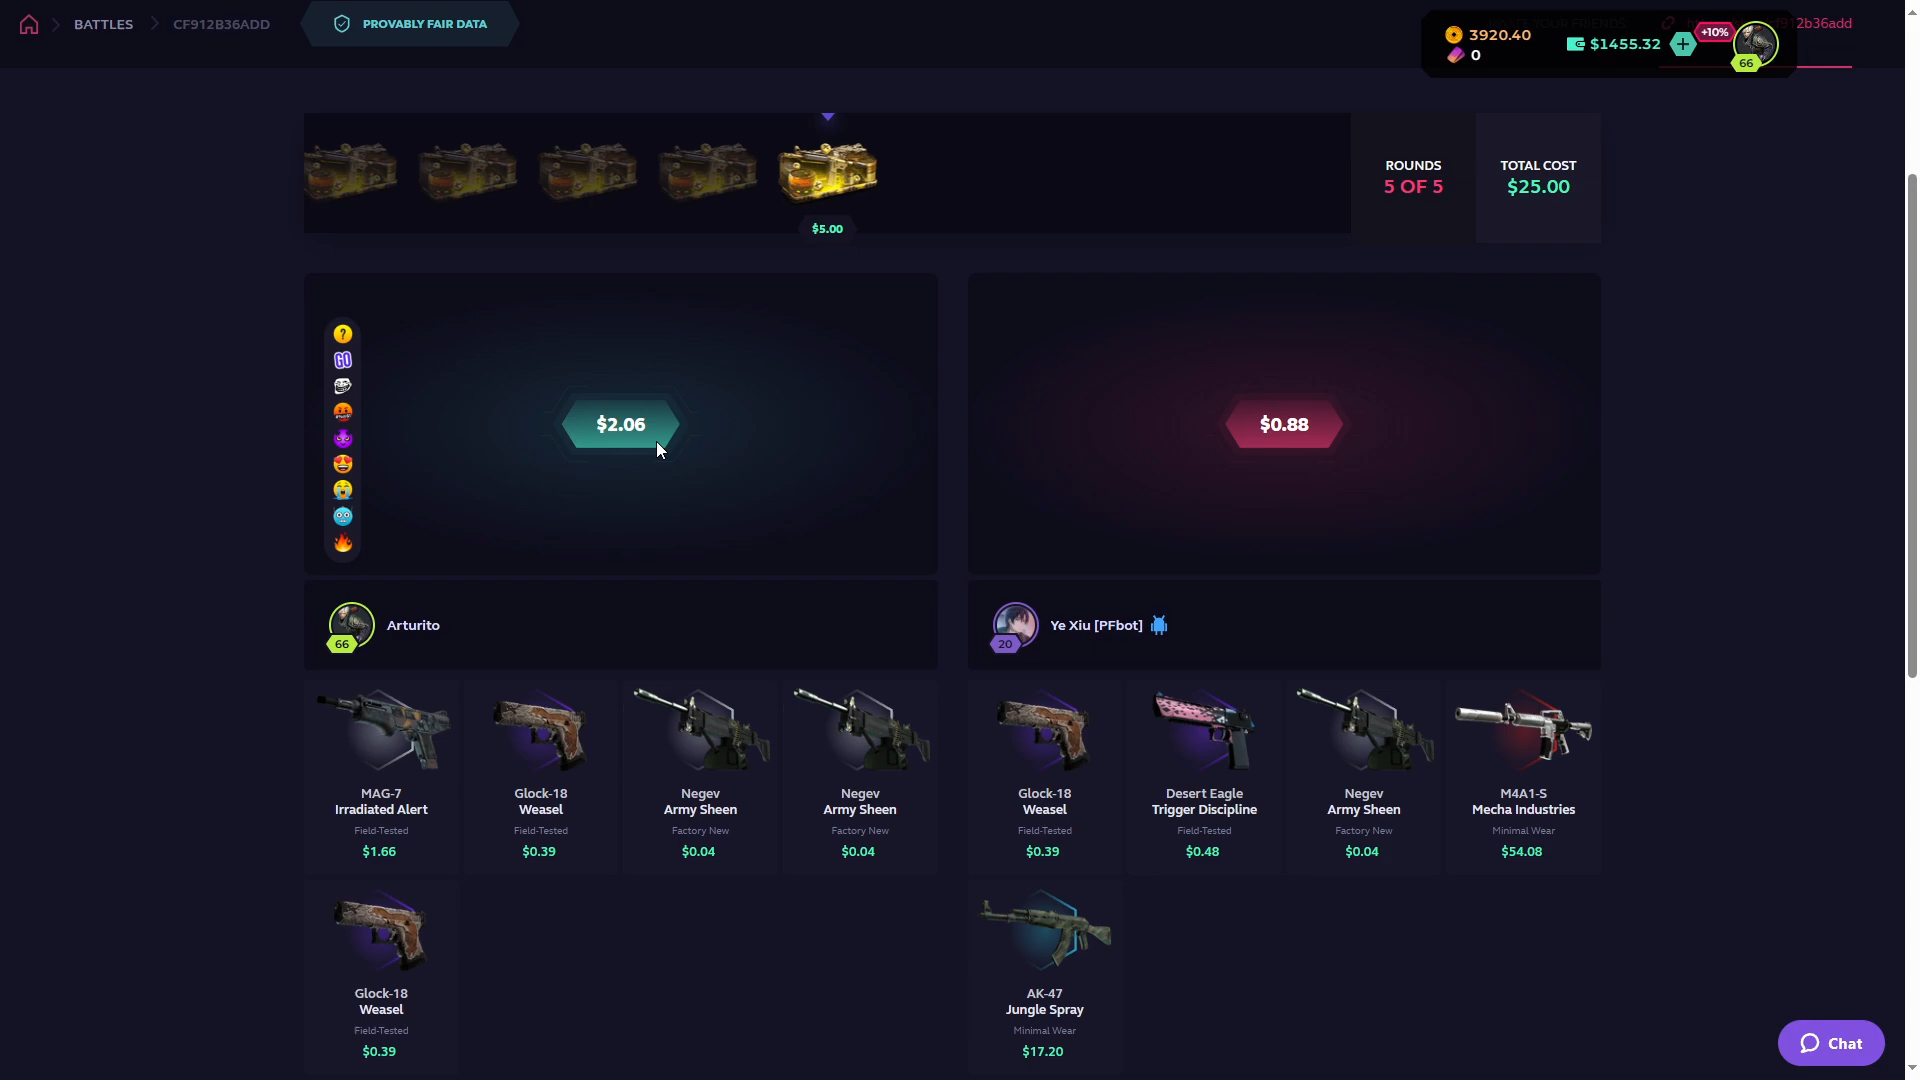 BATTLES
CF912B36ADD
PROVABLY FAIR DATA
3920.40
0
$1455.32
+10%
66
2b36add
ROUNDS
5 OF 5
TOTAL COST
$25.00
$5.00
?
GO
$2.06
$0.88
66
Arturito
20
Ye Xiu [PFbot]
MAG-7
Irradiated Alert
Field-Tested
$1.66
Glock-18
Weasel
Field-Tested
$0.39
Negev
Army Sheen
Factory New
$0.04
Negev
Army Sheen
Factory New
$0.04
Glock-18
Weasel
Field-Tested
$0.39
Desert Eagle
Trigger Discipline
Field-Tested
$0.48
Negev
Army Sheen
Factory New
$0.04
M4A1-S
Mecha Industries
Minimal Wear
$54.08
Glock-18
Weasel
Field-Tested
$0.39
AK-47
Jungle Spray
Minimal Wear
$17.20
Chat